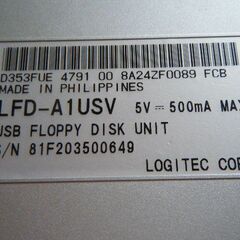 D353FUE 4791 00 8A24ZF0089 FCB
MADE IN PHILIPPINES
LFD-A1USV 5V⎓500mA MAX
USB FLOPPY DISK UNIT
S/N 81F203500649
LOGITEC COR